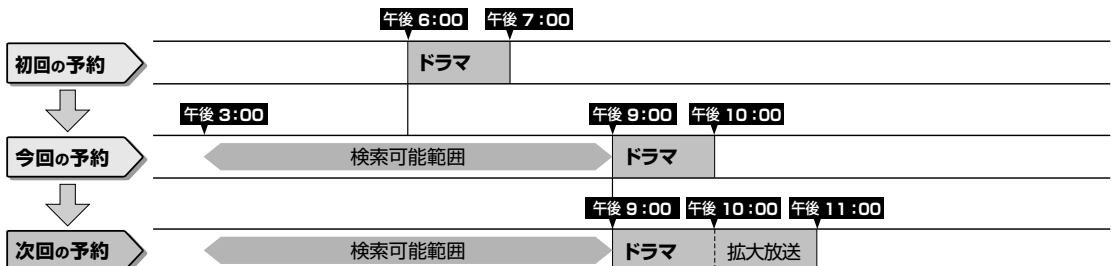 午後 6:00 午後 7:00
初回の予約 ドラマ
午後 3:00 午後 9:00 午後 10:00
今回の予約 検索可能範囲 ドラマ
午後 9:00 午後 10:00 午後 11:00
次回の予約 検索可能範囲 ドラマ 拡大放送